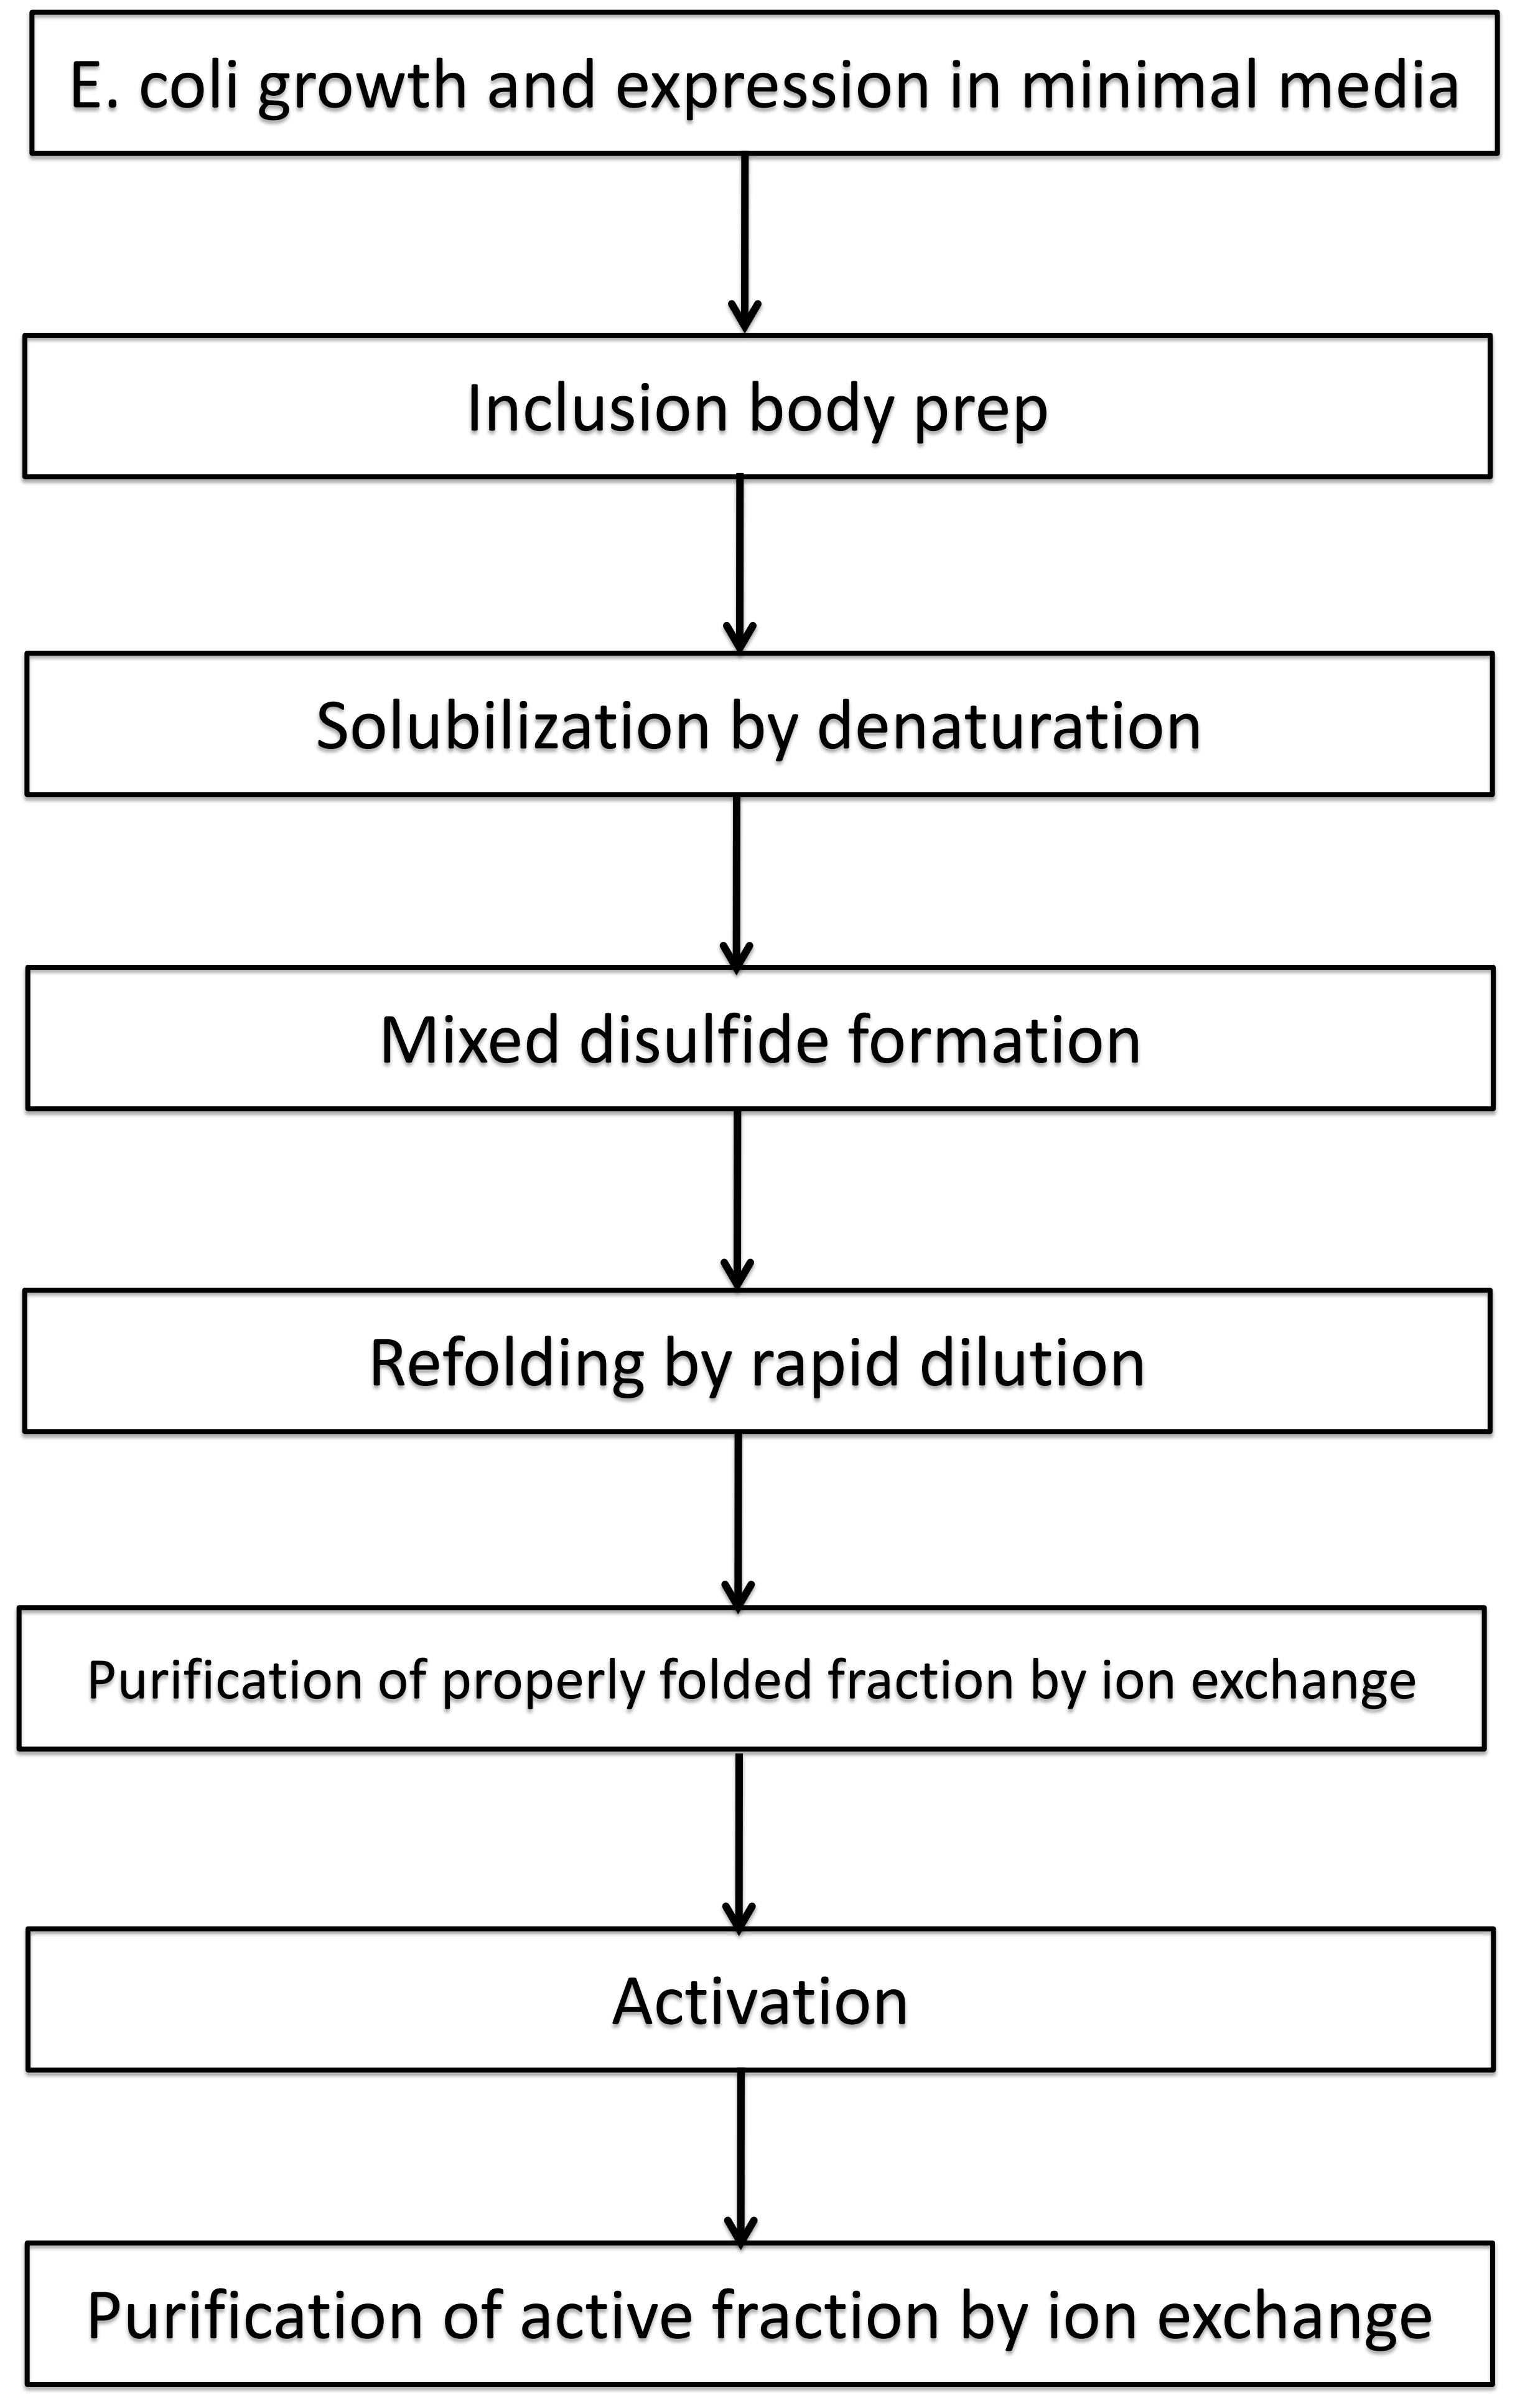 E. coli growth and expression in minimal media
Inclusion body prep
Solubilization by denaturation
Mixed disulfide formation
Refolding by rapid dilution
Purification of properly folded fraction by ion exchange
Activation
Purification of active fraction by ion exchange